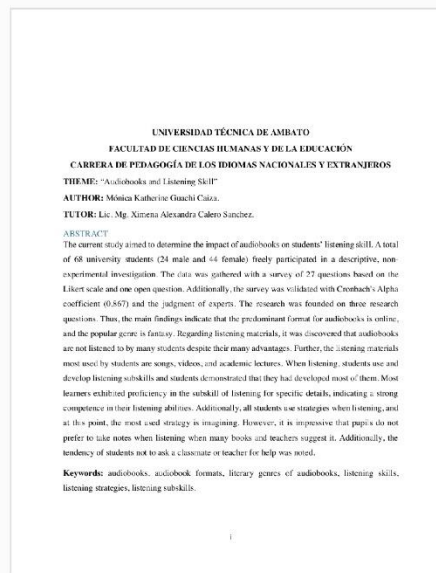 UNIVERSIDAD TÉCNICA DE AMBATO
FACULTAD DE CIENCIAS HUMANAS Y DE LA EDUCACIÓN
CARRERA DE PEDAGOGÍA DE LOS IDIOMAS NACIONALES Y EXTRANJEROS
THEME: “Audiobooks and Listening Skill”
AUTHOR: Mónica Katherine Guachi Caiza.
TUTOR: Lic. Mg. Ximena Alexandra Calero Sanchez.
ABSTRACT
The current study aimed to determine the impact of audiobooks on students' listening skill. A total
of 68 university students (24 male and 44 female) freely participated in a descriptive, non-
experimental investigation. The data was gathered with a survey of 27 questions based on the
Likert scale and one open question. Additionally, the survey was validated with Cronbach's Alpha
coefficient (0.867) and the judgment of experts. The research was founded on three research
questions. Thus, the main findings indicate that the predominant format for audiobooks is online,
and the popular genre is fantasy. Regarding listening materials, it was discovered that audiobooks
are not listened to by many students despite their many advantages. Further, the listening materials
most used by students are songs, videos, and academic lectures. When listening, students use and
develop listening subskills and students demonstrated that they had developed most of them. Most
learners exhibited proficiency in the subskill of listening for specific details, indicating a strong
competence in their listening abilities. Additionally, all students use strategies when listening, and
at this point, the most used strategy is imagining. However, it is impressive that pupils do not
prefer to take notes when listening when many books and teachers suggest it. Additionally, the
tendency of students not to ask a classmate or teacher for help was noted.
Keywords: audiobooks, audiobook formats, literary genres of audiobooks, listening skills,
listening strategies, listening subskills.
i